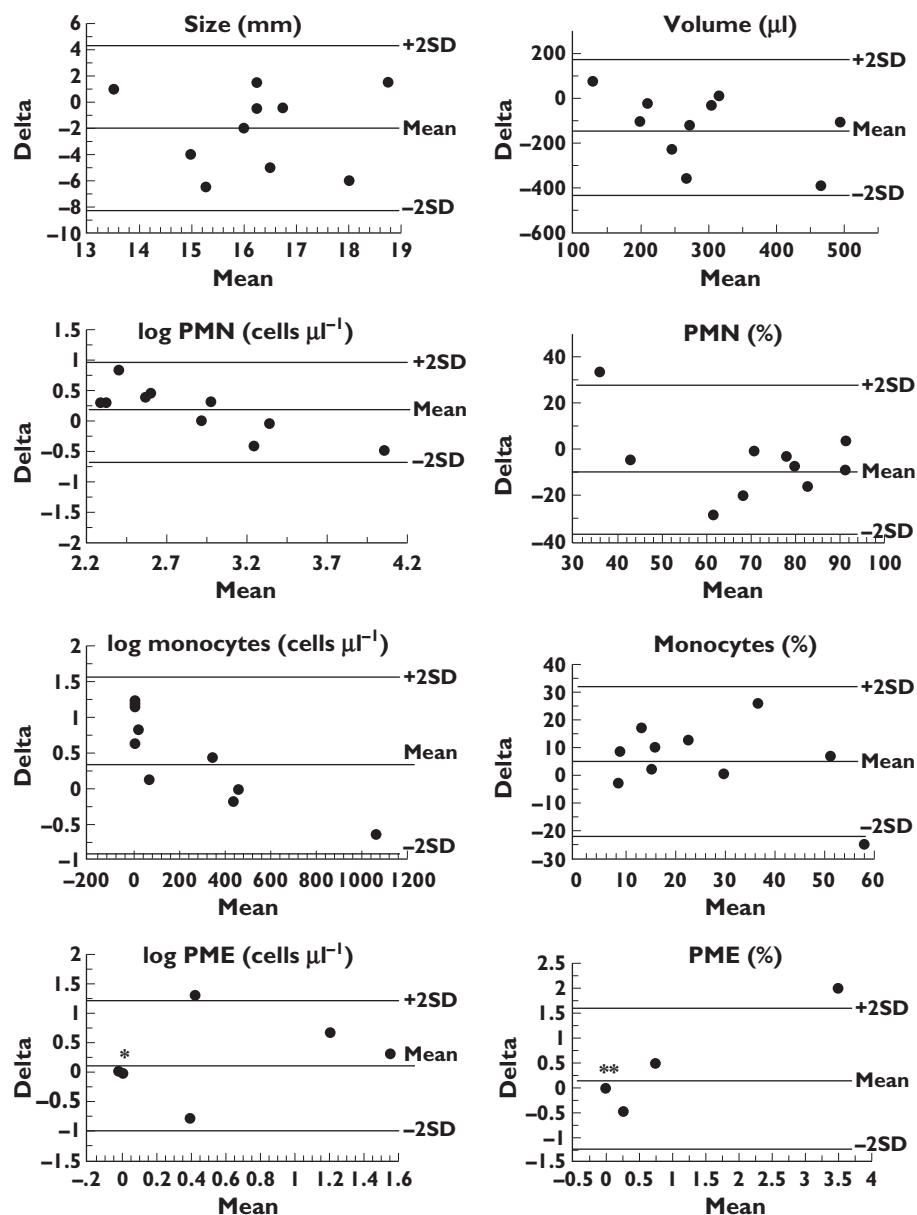 Size (mm)
Delta
6
4
2
0
–2
–4
–6
–8
–10
+2SD
Mean
–2SD
13 14 15 16 17 18 19
Mean
Volume (μl)
Delta
200
0
–200
–400
–600
+2SD
Mean
–2SD
100 200 300 400 500
Mean
log PMN (cells μl⁻¹)
Delta
1.5
1
0.5
0
–0.5
–1
–1.5
–2
+2SD
Mean
–2SD
2.2 2.7 3.2 3.7 4.2
Mean
PMN (%)
Delta
40
20
0
–20
–40
+2SD
Mean
–2SD
30 40 50 60 70 80 90 100
Mean
log monocytes (cells μl⁻¹)
Delta
2
1.5
1
0.5
0
–0.5
–1
+2SD
Mean
–2SD
–200 0 200 400 600 800 1000 1200
Mean
Monocytes (%)
Delta
40
30
20
10
0
–10
–20
–30
+2SD
Mean
–2SD
0 10 20 30 40 50 60
Mean
log PME (cells μl⁻¹)
Delta
2
1.5
1
0.5
0
–0.5
–1
–1.5
+2SD
Mean
–2SD
*
–.2 0 0.2 0.4 0.6 0.8 1 1.2 1.4 1.6
Mean
PME (%)
Delta
2.5
2
1.5
1
0.5
0
–0.5
–1
–1.5
+2SD
Mean
–2SD
**
–0.5 0 0.5 1 1.5 2 2.5 3 3.5 4
Mean